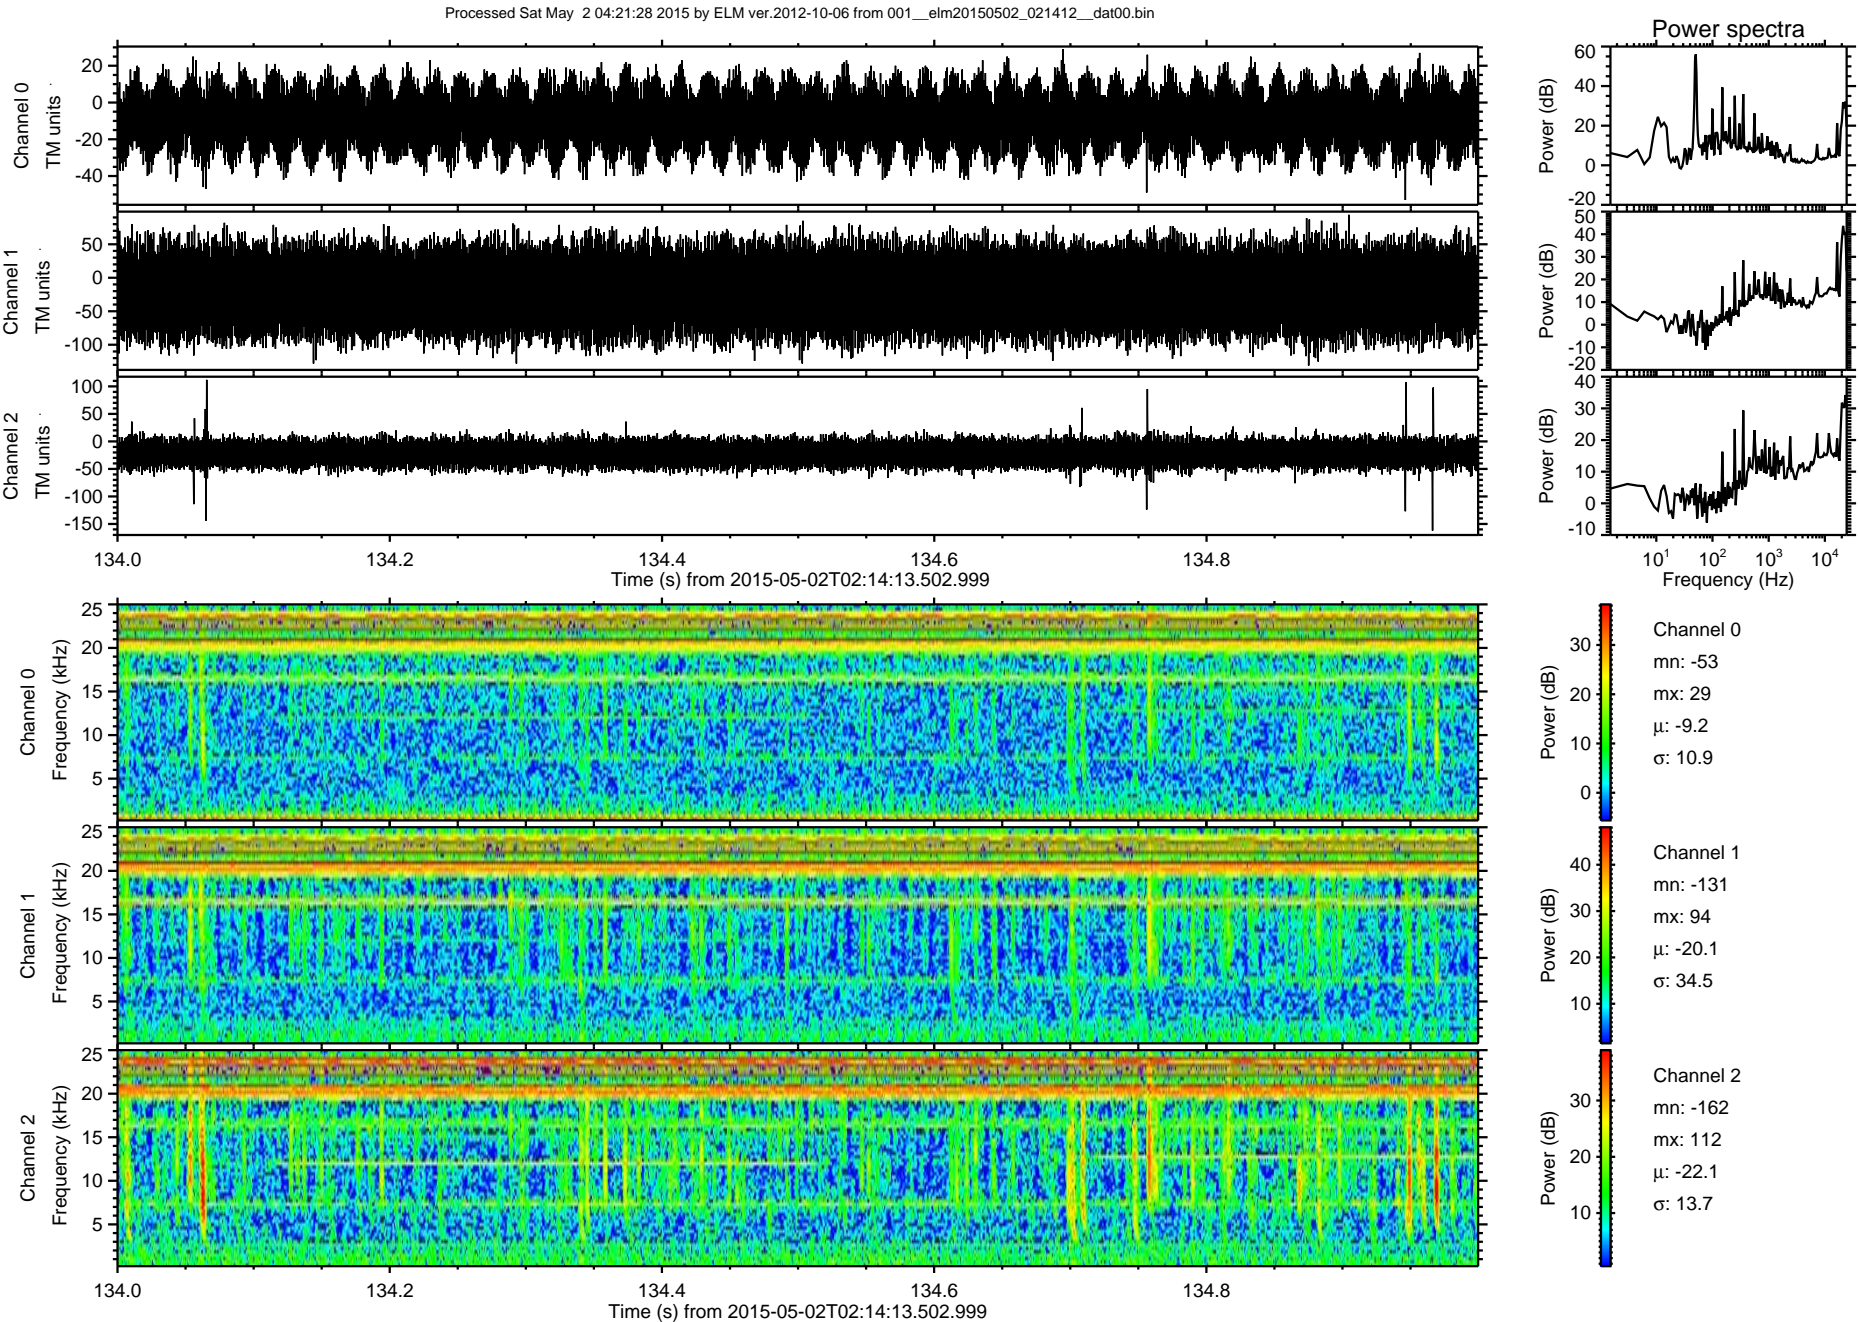 Processed Sat May  2 04:21:28 2015 by ELM ver.2012-10-06 from 001__elm20150502_021412__dat00.bin
Power spectra
Channel 0
TM units
20
0
-20
-40
Power (dB)
60
40
20
0
-20
Channel 1
TM units
50
0
-50
-100
Power (dB)
50
40
30
20
10
0
-10
-20
Channel 2
TM units
100
50
0
-50
-100
-150
Power (dB)
40
30
20
10
0
-10
134.0 134.2 134.4 134.6 134.8
Time (s) from 2015-05-02T02:14:13.502.999
10^1 10^2 10^3 10^4
Frequency (Hz)
Channel 0
Frequency (kHz)
25
20
15
10
5
Power (dB)
30
20
10
0
Channel 0
mn: -53
mx: 29
μ: -9.2
σ: 10.9
Channel 1
Frequency (kHz)
25
20
15
10
5
Power (dB)
40
30
20
10
Channel 1
mn: -131
mx: 94
μ: -20.1
σ: 34.5
Channel 2
Frequency (kHz)
25
20
15
10
5
Power (dB)
30
20
10
Channel 2
mn: -162
mx: 112
μ: -22.1
σ: 13.7
134.0 134.2 134.4 134.6 134.8
Time (s) from 2015-05-02T02:14:13.502.999